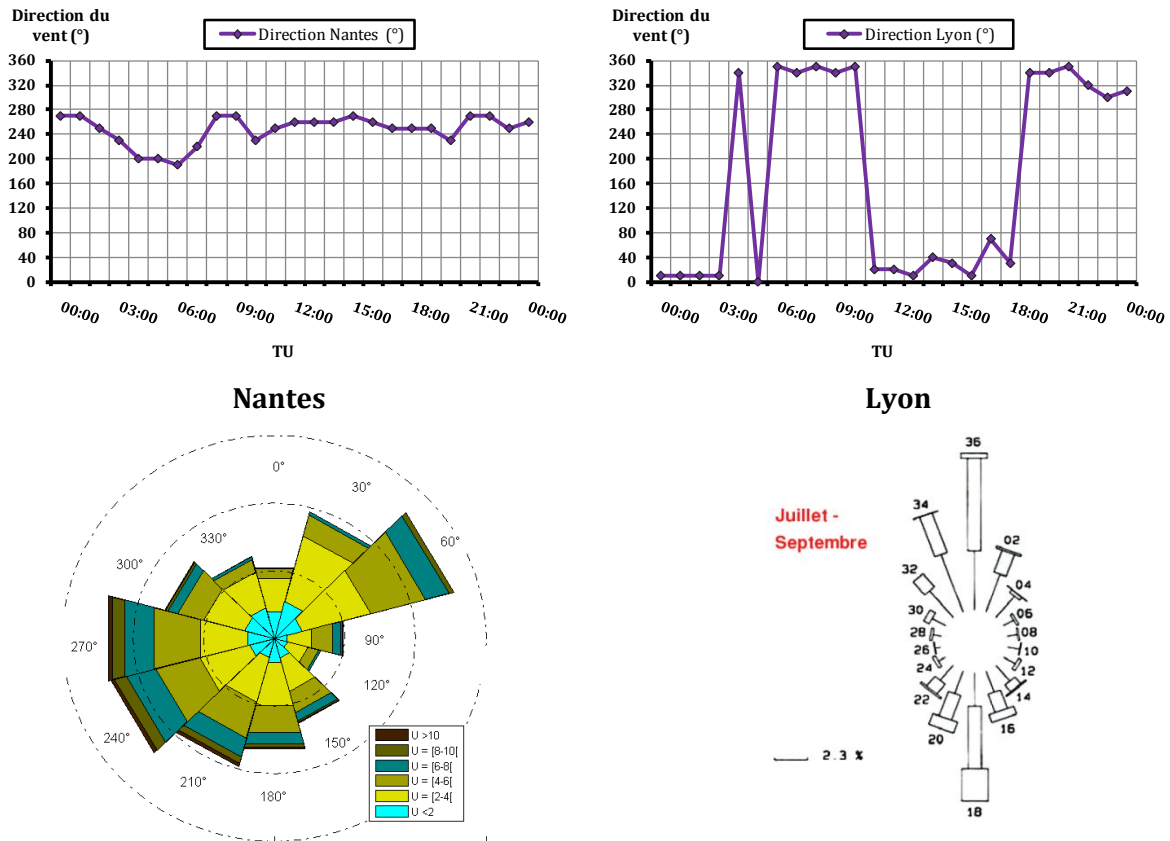 Direction du
vent (°)
Direction Nantes (°)
360
320
280
240
200
160
120
80
40
0
00:00 03:00 06:00 09:00 12:00 15:00 18:00 21:00 00:00
TU
Direction du
vent (°)
Direction Lyon (°)
360
320
280
240
200
160
120
80
40
0
00:00 03:00 06:00 09:00 12:00 15:00 18:00 21:00 00:00
TU
Nantes
0°
30°
60°
90°
120°
150°
180°
210°
240°
270°
300°
330°
U >10
U = [8-10[
U = [6-8[
U = [4-6[
U = [2-4[
U <2
Lyon
Juillet -
Septembre
36
02
04
06
08
10
12
14
16
18
20
22
24
26
28
30
32
34
2.3 %